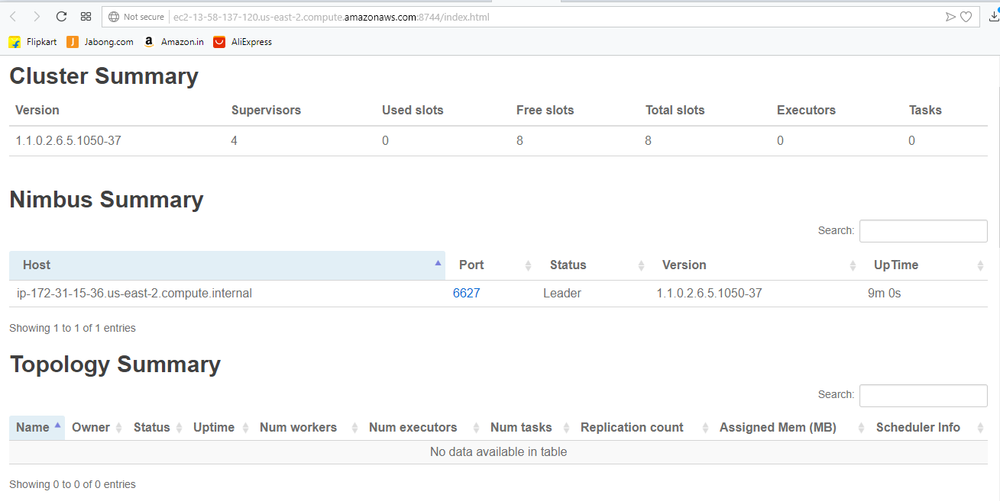 Not secure ec2-13-58-137-120.us-east-2.compute.amazonaws.com:8744/index.html
Flipkart Jabong.com Amazon.in AliExpress
Cluster Summary
Version Supervisors Used slots Free slots Total slots Executors Tasks
1.1.0.2.6.5.1050-37 4 0 8 8 0 0
Nimbus Summary
Search:
Host Port Status Version UpTime
ip-172-31-15-36.us-east-2.compute.internal 6627 Leader 1.1.0.2.6.5.1050-37 9m 0s
Showing 1 to 1 of 1 entries
Topology Summary
Search:
Name Owner Status Uptime Num workers Num executors Num tasks Replication count Assigned Mem (MB) Scheduler Info
No data available in table
Showing 0 to 0 of 0 entries